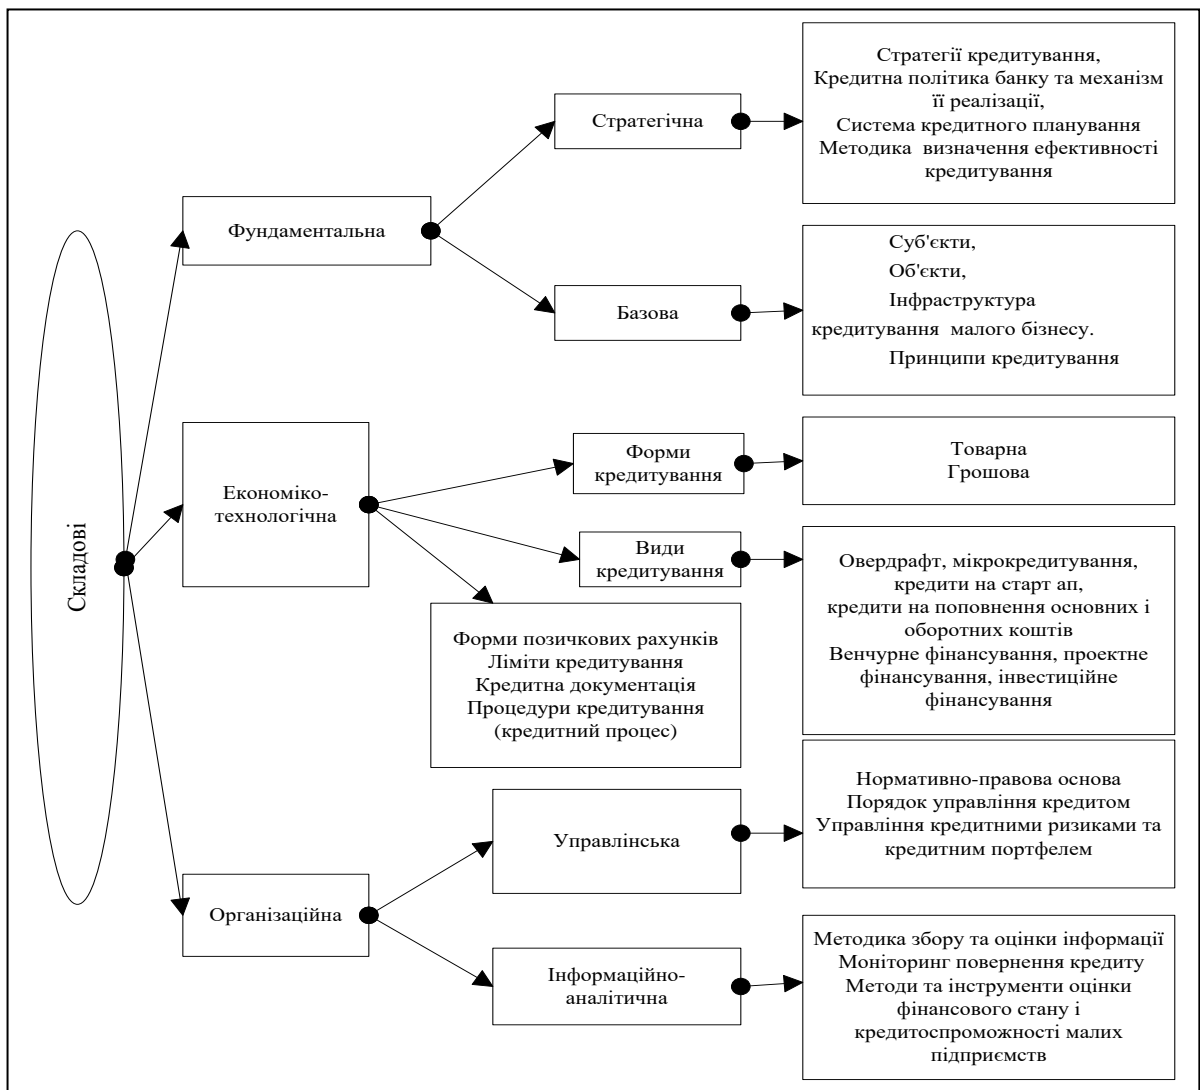 Складові
Фундаментальна
Стратегічна
Стратегії кредитування,
Кредитна політика банку та механізм
її реалізації,
Система кредитного планування
Методика визначення ефективності
кредитування
Базова
Суб'єкти,
Об'єкти,
Інфраструктура
кредитування малого бізнесу.
Принципи кредитування
Економіко-
технологічна
Форми
кредитування
Товарна
Грошова
Види
кредитування
Овердрафт, мікрокредитування,
кредити на старт ап,
кредити на поповнення основних і
оборотних коштів
Венчурне фінансування, проектне
фінансування, інвестиційне
фінансування
Форми позичкових рахунків
Ліміти кредитування
Кредитна документація
Процедури кредитування
(кредитний процес)
Організаційна
Управлінська
Нормативно-правова основа
Порядок управління кредитом
Управління кредитними ризиками та
кредитним портфелем
Інформаційно-
аналітична
Методика збору та оцінки інформації
Моніторинг повернення кредиту
Методи та інструменти оцінки
фінансового стану і
кредитоспроможності малих
підприємств